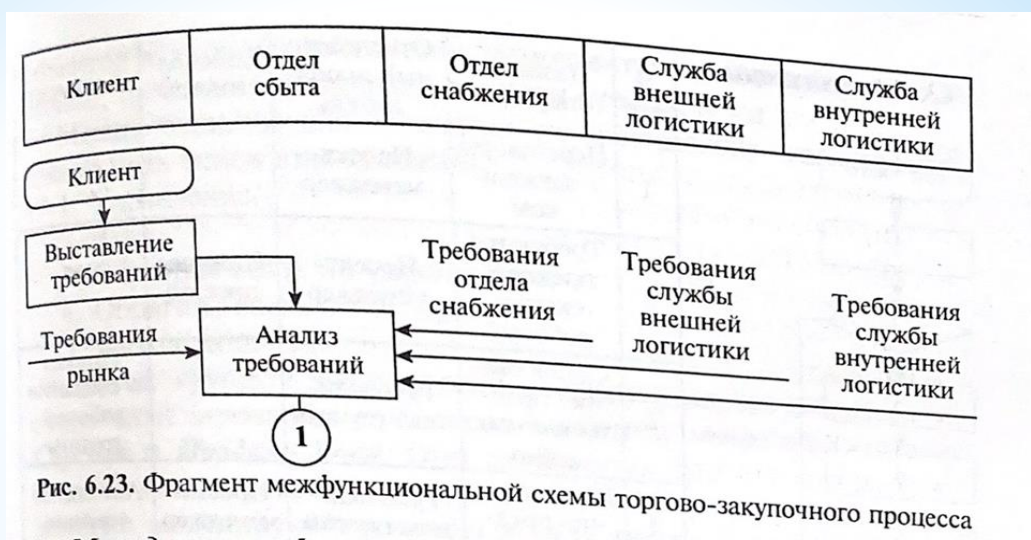 Клиент
Отдел
сбыта
Отдел
снабжения
Служба
внешней
логистики
Служба
внутренней
логистики
Клиент
Выставление
требований
Требования
рынка
Анализ
требований
Требования
отдела
снабжения
Требования
службы
внешней
логистики
Требования
службы
внутренней
логистики
1
Рис. 6.23. Фрагмент межфункциональной схемы торгово-закупочного процесса